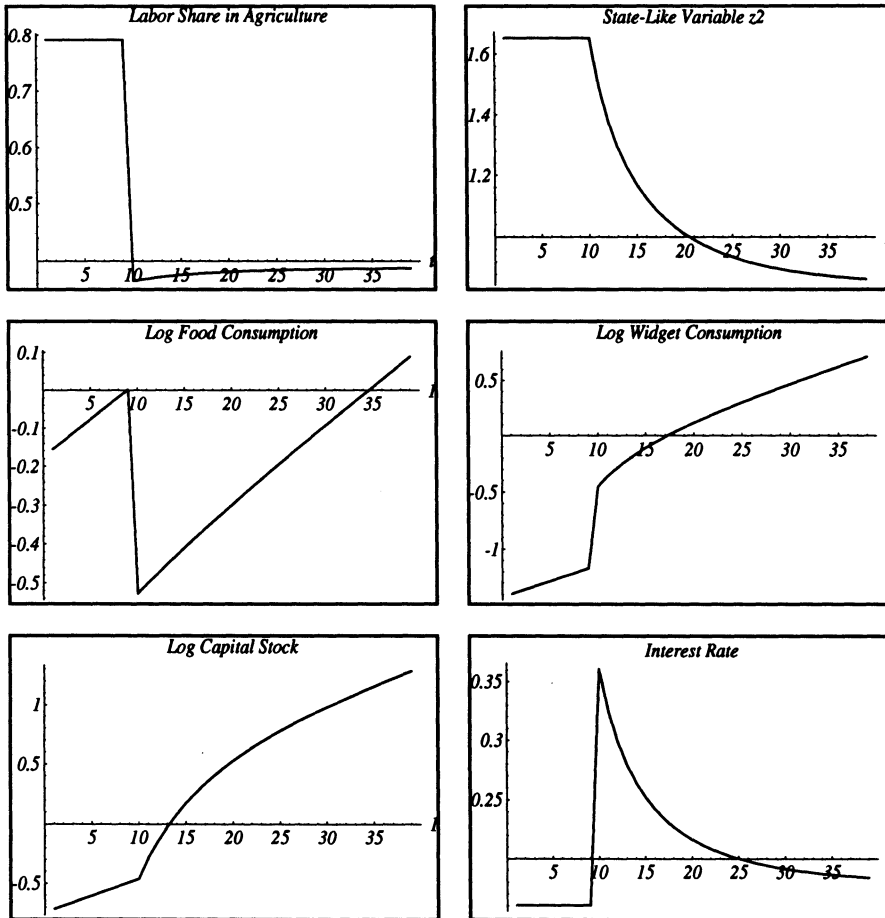 Labor Share in Agriculture
0.8
0.7
0.6
0.5
5 10 15 20 25 30 35 t
State-Like Variable z2
1.6
1.4
1.2
5 10 15 20 25 30 35
Log Food Consumption
0.1
5 10 15 20 25 30 35
-0.1
-0.2
-0.3
-0.4
-0.5
Log Widget Consumption
0.5
5 10 15 20 25 30 35
-0.5
-1
Log Capital Stock
1
0.5
5 10 15 20 25 30 35
-0.5
Interest Rate
0.35
0.3
0.25
5 10 15 20 25 30 35